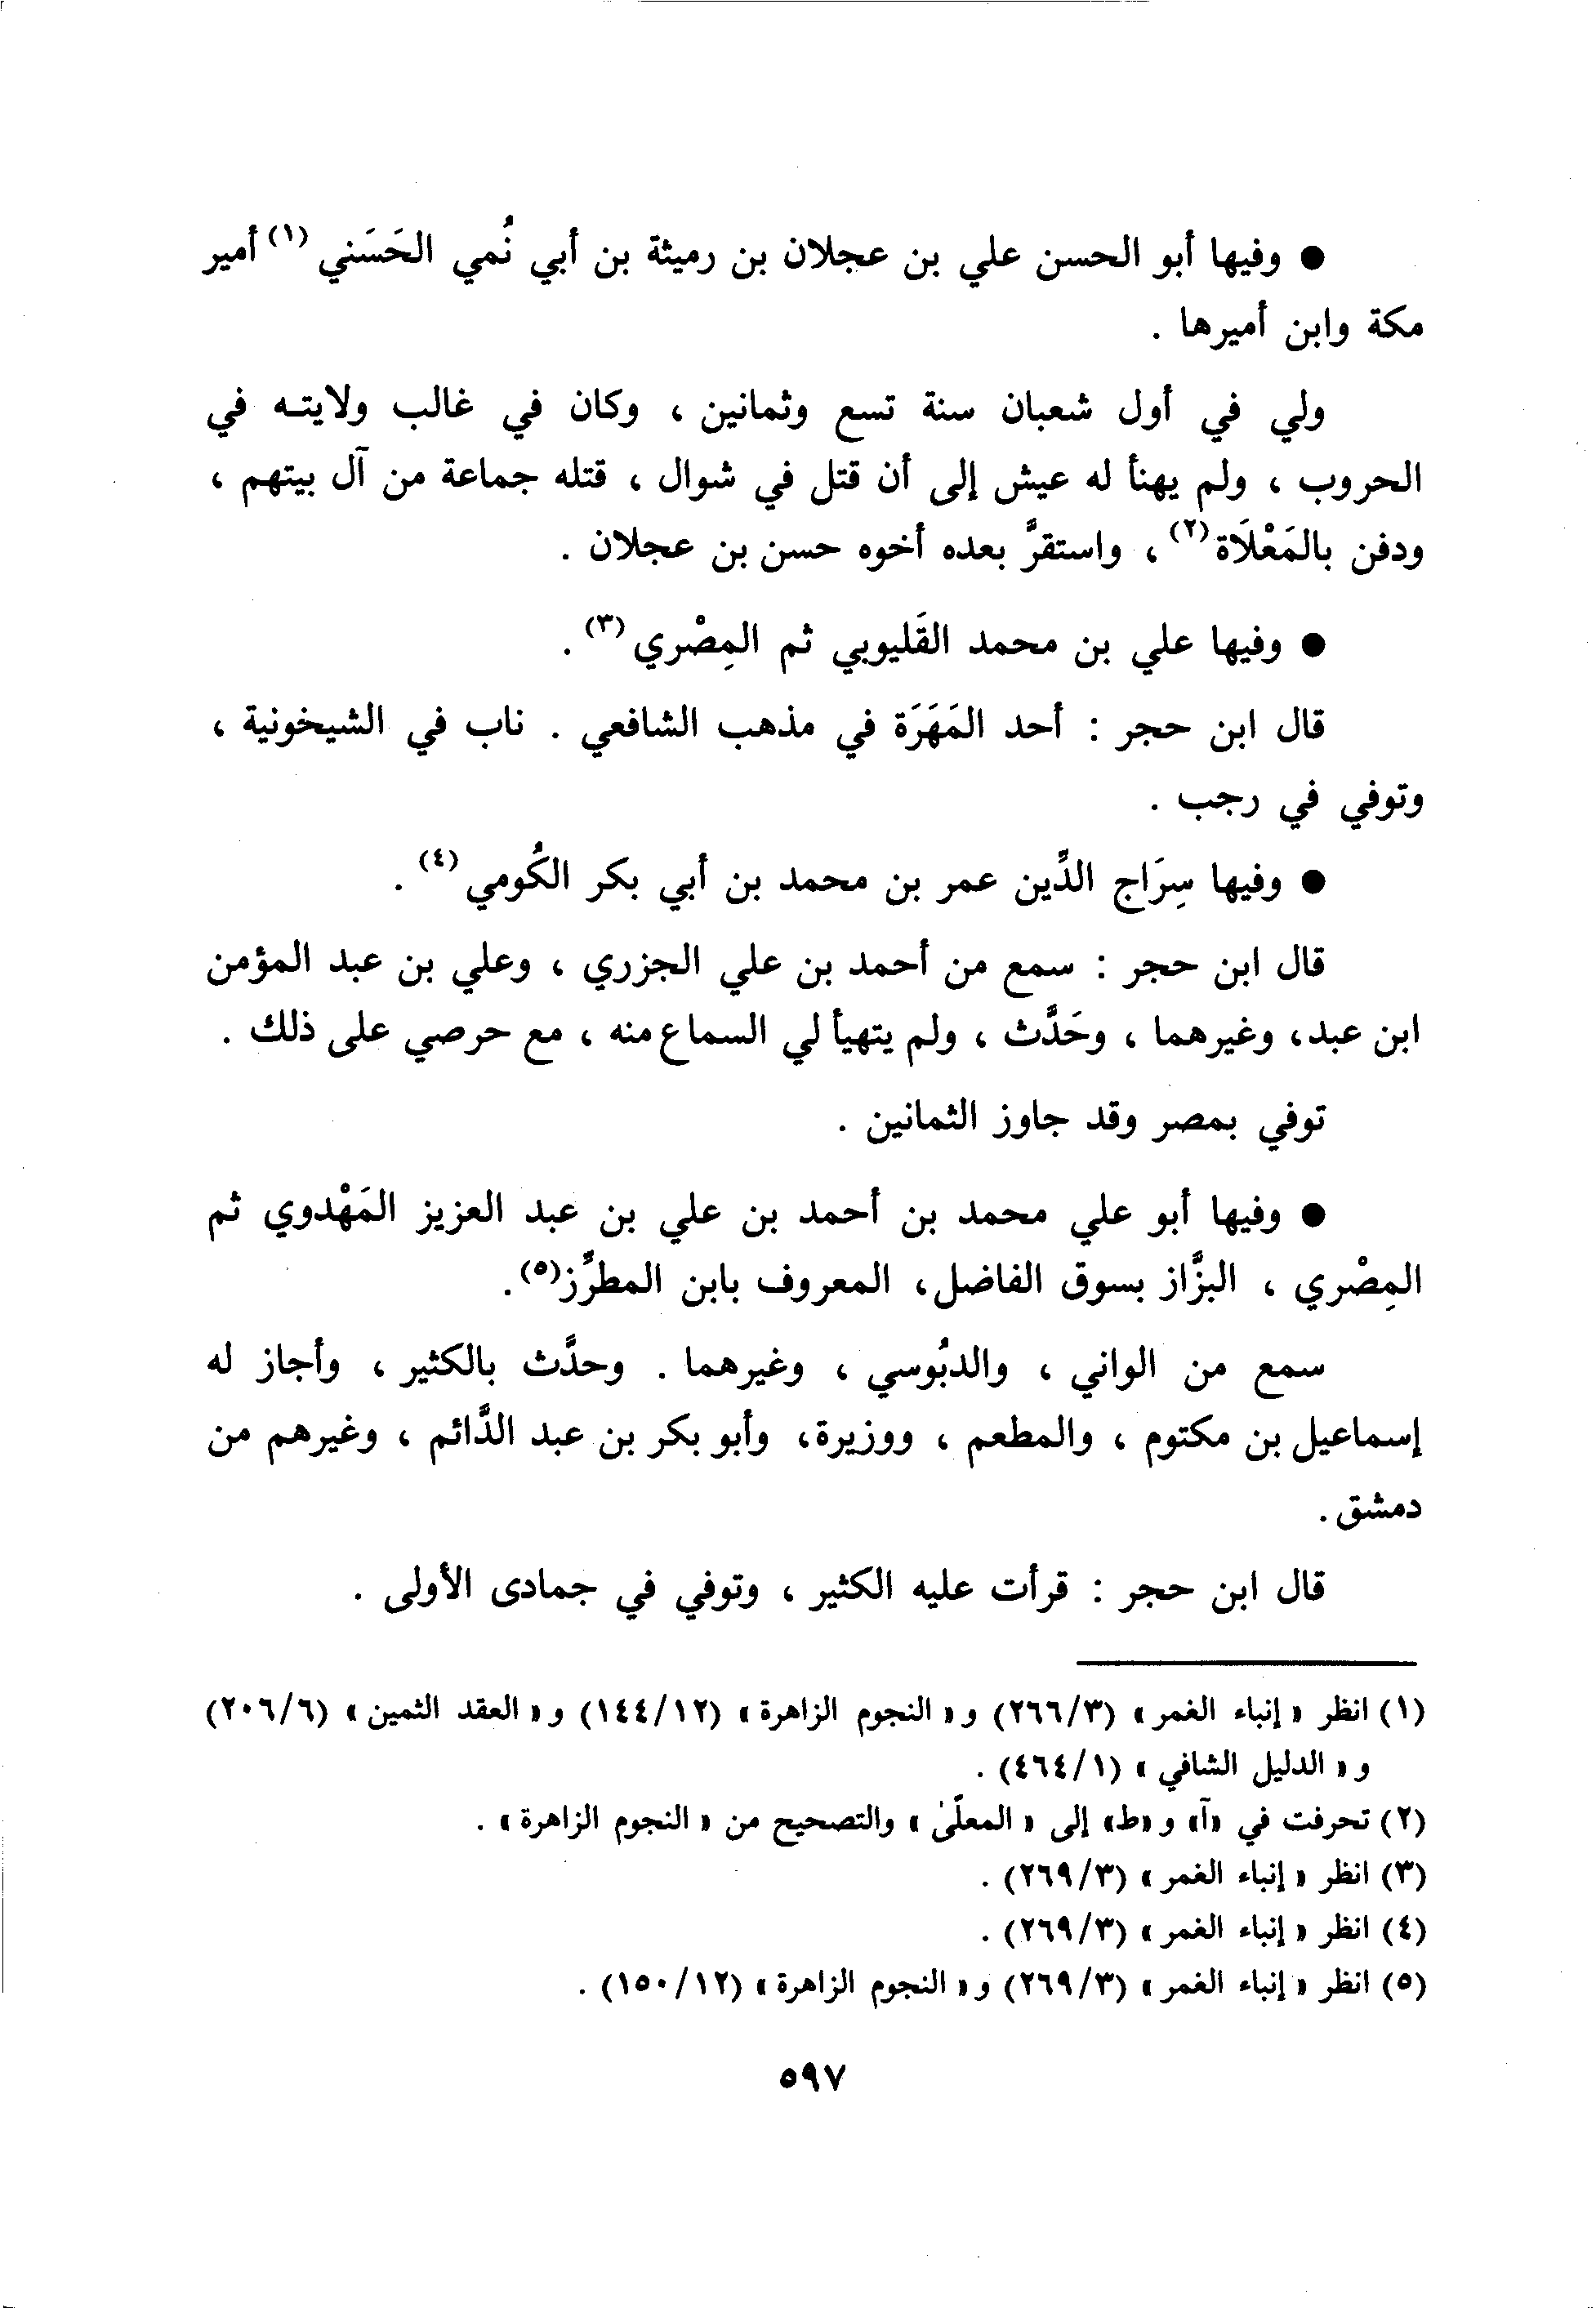 ● وفيها أبو الحسن علي بن عجلان بن رميثة بن أبي نُمي الحَسَني (١) أمير
مكة وابن أميرها .
ولي في أول شعبان سنة تسع وثمانين ، وكان في غالب ولايتـه في
الحروب ، ولم يهنأ له عيش إلى أن قتل في شوال ، قتله جماعة من آل بيتهم ،
ودفن بالمَعْلَاة (٢) ، واستقرَّ بعده أخوه حسن بن عجلان .
● وفيها علي بن محمد القَليوبي ثم المِصْري (٣) .
قال ابن حجر : أحد المَهَرَة في مذهب الشافعي . ناب في الشيخونية ،
وتوفي في رجب .
● وفيها سِرَاج الدِّين عمر بن محمد بن أبي بكر الكُومي (٤) .
قال ابن حجر : سمع من أحمد بن علي الجزري ، وعلي بن عبد المؤمن
ابن عبد، وغيرهما ، وحَدَّث ، ولم يتهيأ لي السماع منه ، مع حرصي على ذلك .
توفي بمصر وقد جاوز الثمانين .
● وفيها أبو علي محمد بن أحمد بن علي بن عبد العزيز المَهْدوي ثم
المِصْري ، البزَّاز بسوق الفاضل، المعروف بابن المطرِّز (٥).
سمع من الواني ، والدبُوسي ، وغيرهما . وحدَّث بالكثير ، وأجاز له
إسماعيل بن مكتوم ، والمطعم ، ووزيرة، وأبو بكر بن عبد الدَّائم ، وغيرهم من
دمشق .
قال ابن حجر : قرأت عليه الكثير ، وتوفي في جمادى الأولى .
(١) انظر « إنباء الغمر » (٢٦٦/٣) و « النجوم الزاهرة » (١٤٤/١٢) و « العقد الثمين » (٢٠٦/٦)
و « الدليل الشافي » (٤٦٤/١) .
(٢) تحرفت في «آ» و «ط» إلى « المعلّىٰ » والتصحيح من « النجوم الزاهرة » .
(٣) انظر « إنباء الغمر » (٢٦٩/٣) .
(٤) انظر « إنباء الغمر » (٢٦٩/٣) .
(٥) انظر « إنباء الغمر » (٢٦٩/٣) و « النجوم الزاهرة » (١٥٠/١٢) .
٥٩٧